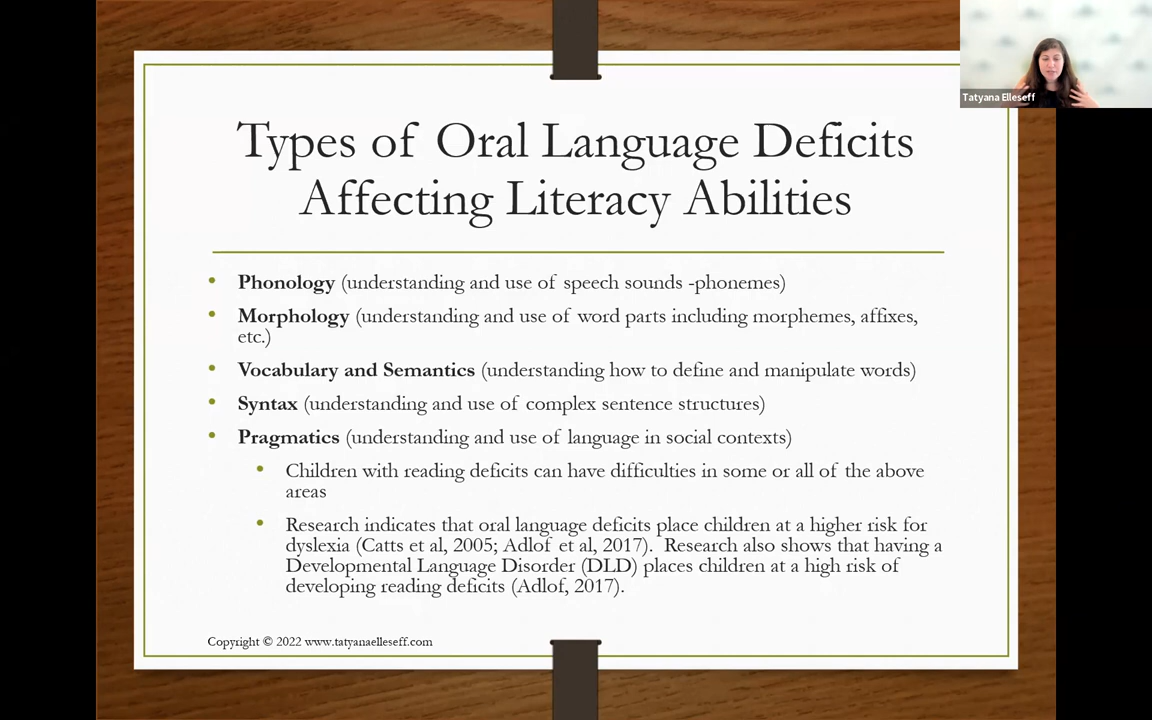 Tatyana Elleseff
Types of Oral Language Deficits
Affecting Literacy Abilities
• Phonology (understanding and use of speech sounds -phonemes)
• Morphology (understanding and use of word parts including morphemes, affixes,
etc.)
• Vocabulary and Semantics (understanding how to define and manipulate words)
• Syntax (understanding and use of complex sentence structures)
• Pragmatics (understanding and use of language in social contexts)
• Children with reading deficits can have difficulties in some or all of the above
areas
• Research indicates that oral language deficits place children at a higher risk for
dyslexia (Catts et al, 2005; Adlof et al, 2017). Research also shows that having a
Developmental Language Disorder (DLD) places children at a high risk of
developing reading deficits (Adlof, 2017).
Copyright © 2022 www.tatyanaelleseff.com